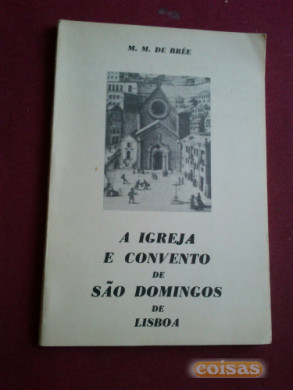 M. M. DE BRÉE
A IGREJA
E CONVENTO
DE
SÃO DOMINGOS
DE
LISBOA
coisas